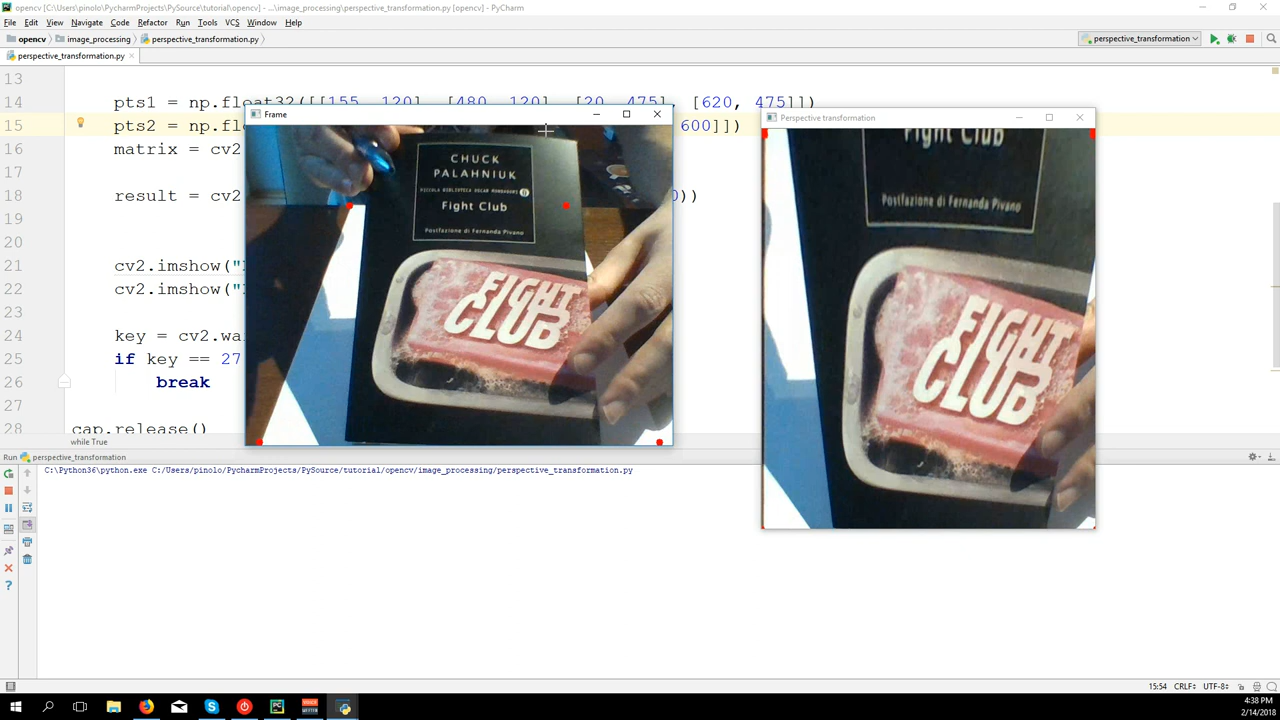 opencv [C:\Users\pinolo\PycharmProjects\PySource\tutorial\opencv] - ...\image_processing\perspective_transformation.py [opencv] - PyCharm
File Edit View Navigate Code Refactor Run Tools VCS Window Help
opencv image_processing perspective_transformation.py
perspective_transformation
perspective_transformation.py
13
14 pts1 = np.float32([[155, 120], [480, 120], [20, 475], [620, 475]])
15 pts2 = np.flo 600]])
16 matrix = cv2
17
18 result = cv2 0))
19
20
21 cv2.imshow("
22 cv2.imshow("
23
24 key = cv2.wa
25 if key == 27
26 break
27
28 cap.release()
while True
Frame
CHUCK
PALAHNIUK
PICCOLA BIBLIOTECA OSCAR MONDADORI
Fight Club
Postfazione di Fernanda Pivano
FIGHT
CLUB
Perspective transformation
Fight Club
Postfazione di Fernanda Pivano
FIGHT
CLUB
Run perspective_transformation
C:\Python36\python.exe C:/Users/pinolo/PycharmProjects/PySource/tutorial/opencv/image_processing/perspective_transformation.py
15:54 CRLF UTF-8
4:38 PM
2/14/2018